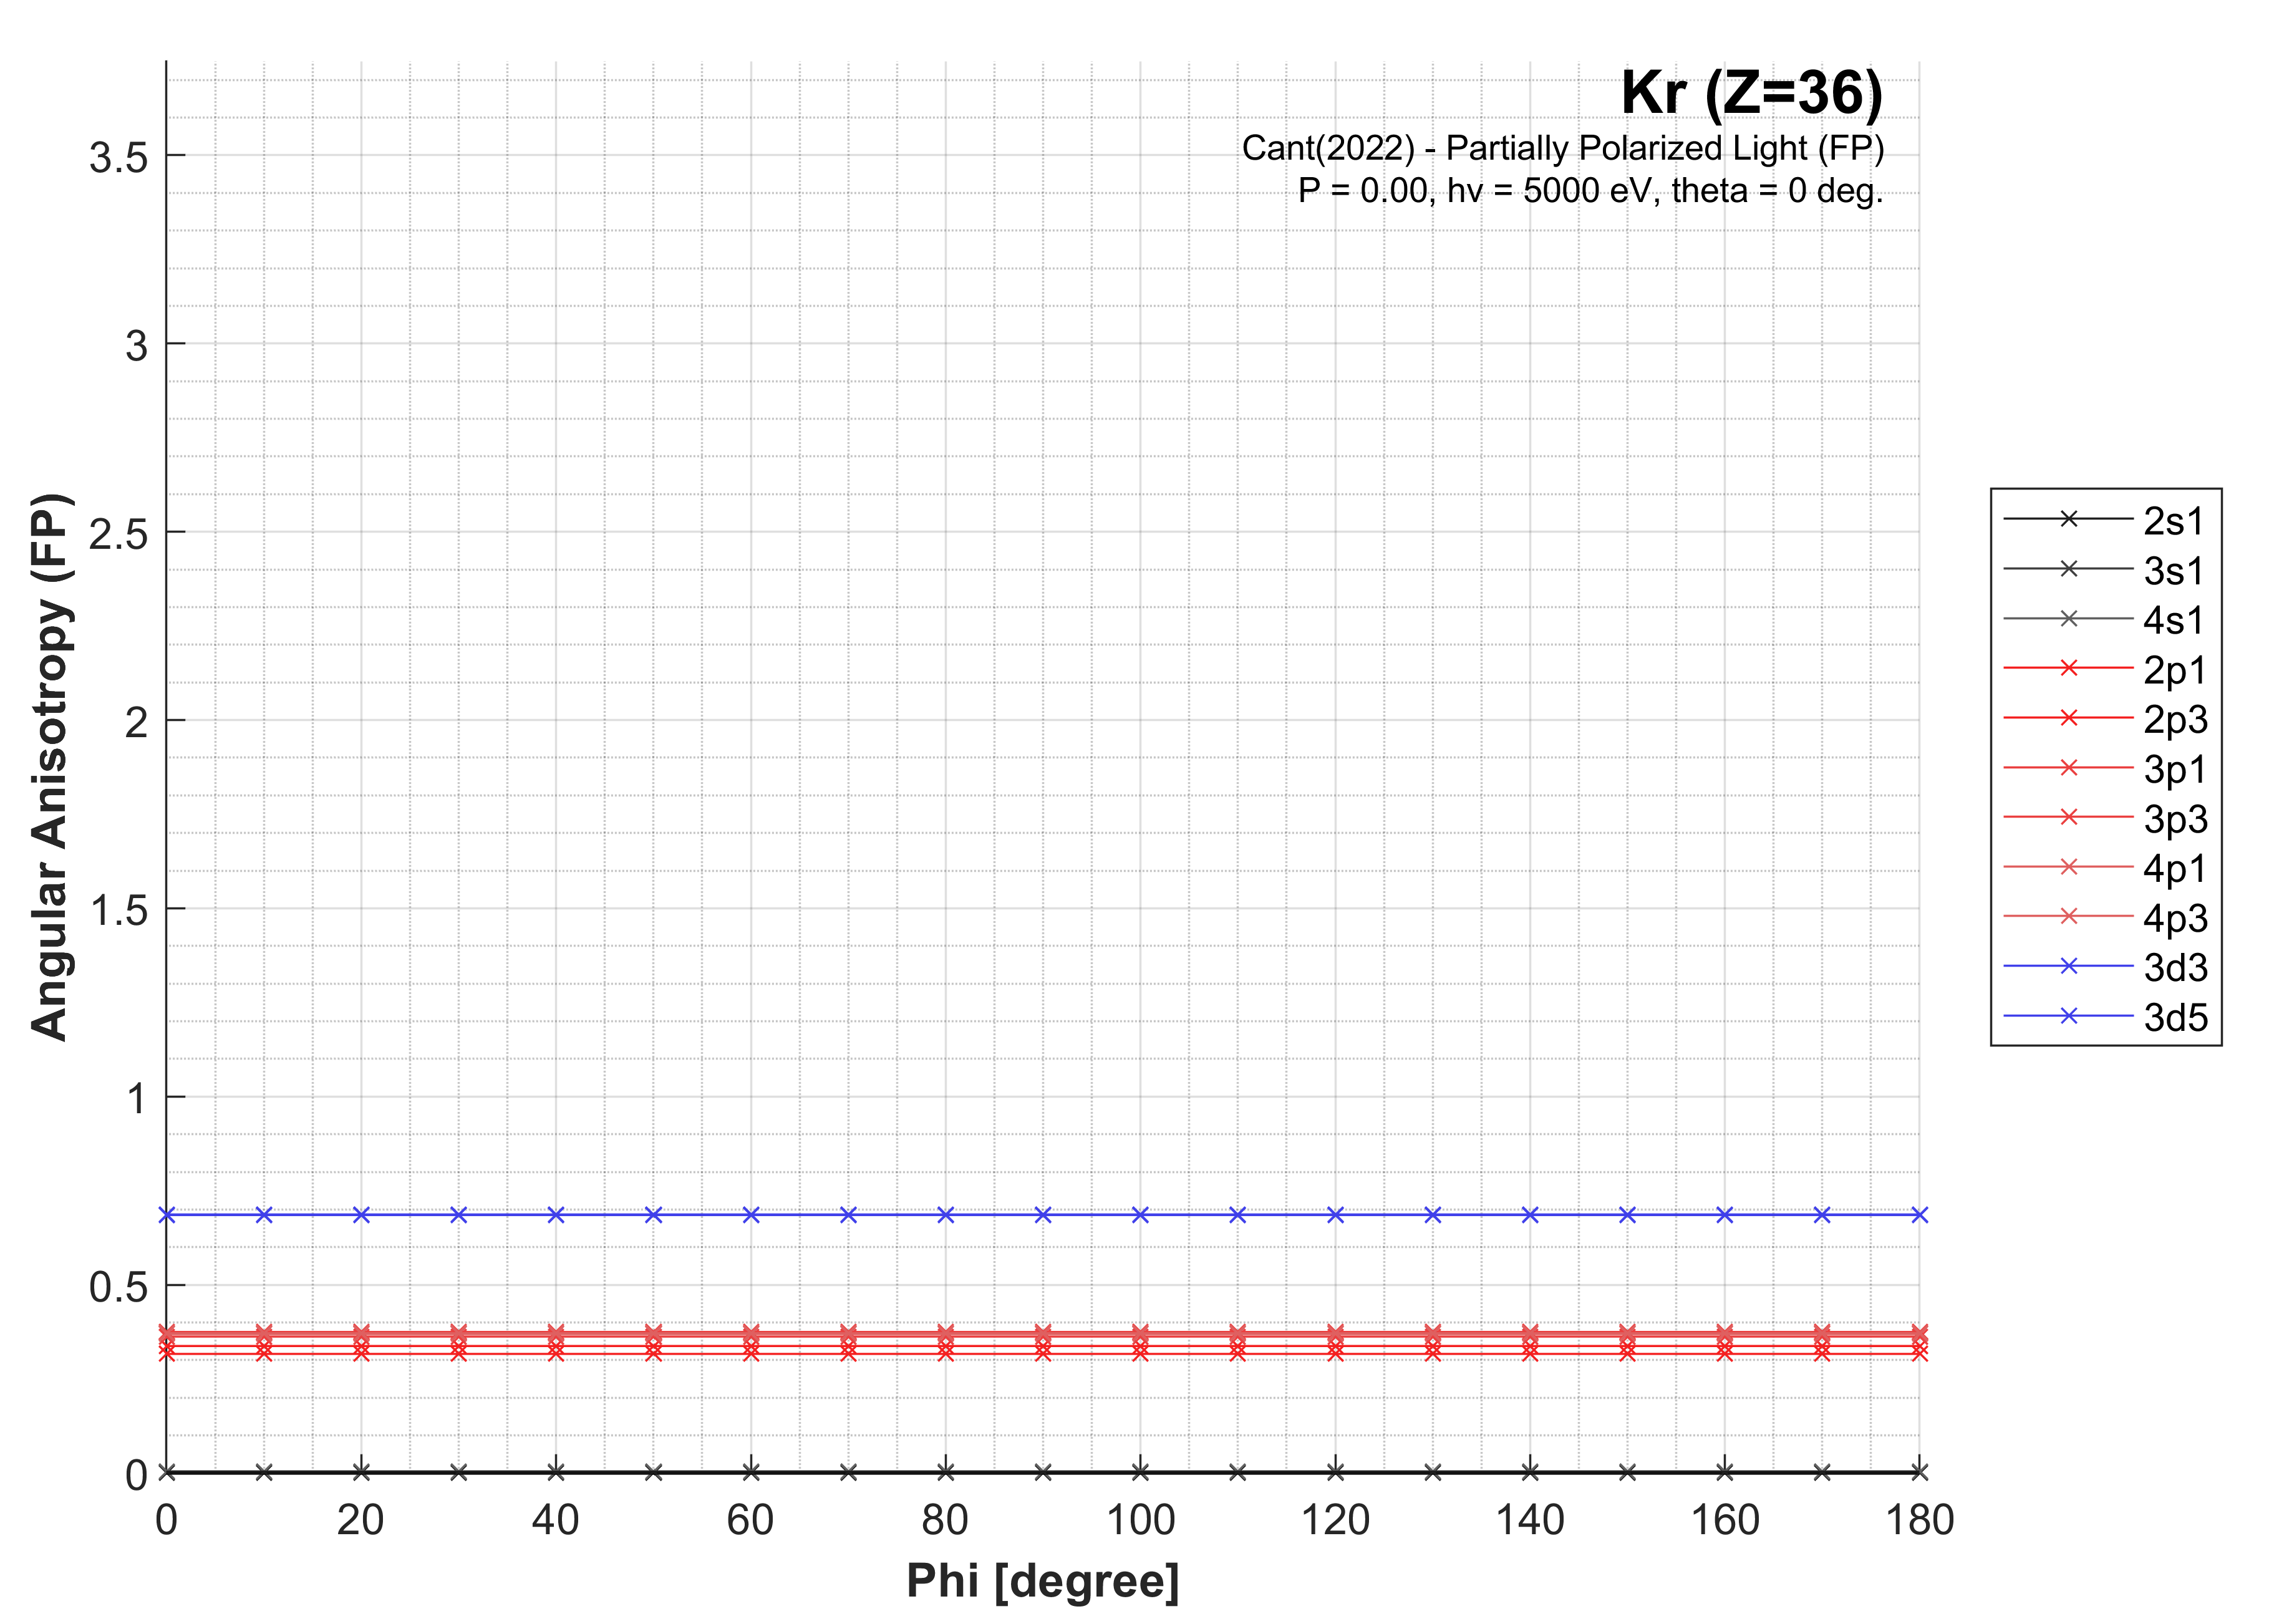 Kr (Z=36)
Cant(2022) - Partially Polarized Light (FP)
P = 0.00, hv = 5000 eV, theta = 0 deg.
Angular Anisotropy (FP)
3.5
3
2.5
2
1.5
1
0.5
0
0 20 40 60 80 100 120 140 160 180
Phi [degree]
2s1
3s1
4s1
2p1
2p3
3p1
3p3
4p1
4p3
3d3
3d5